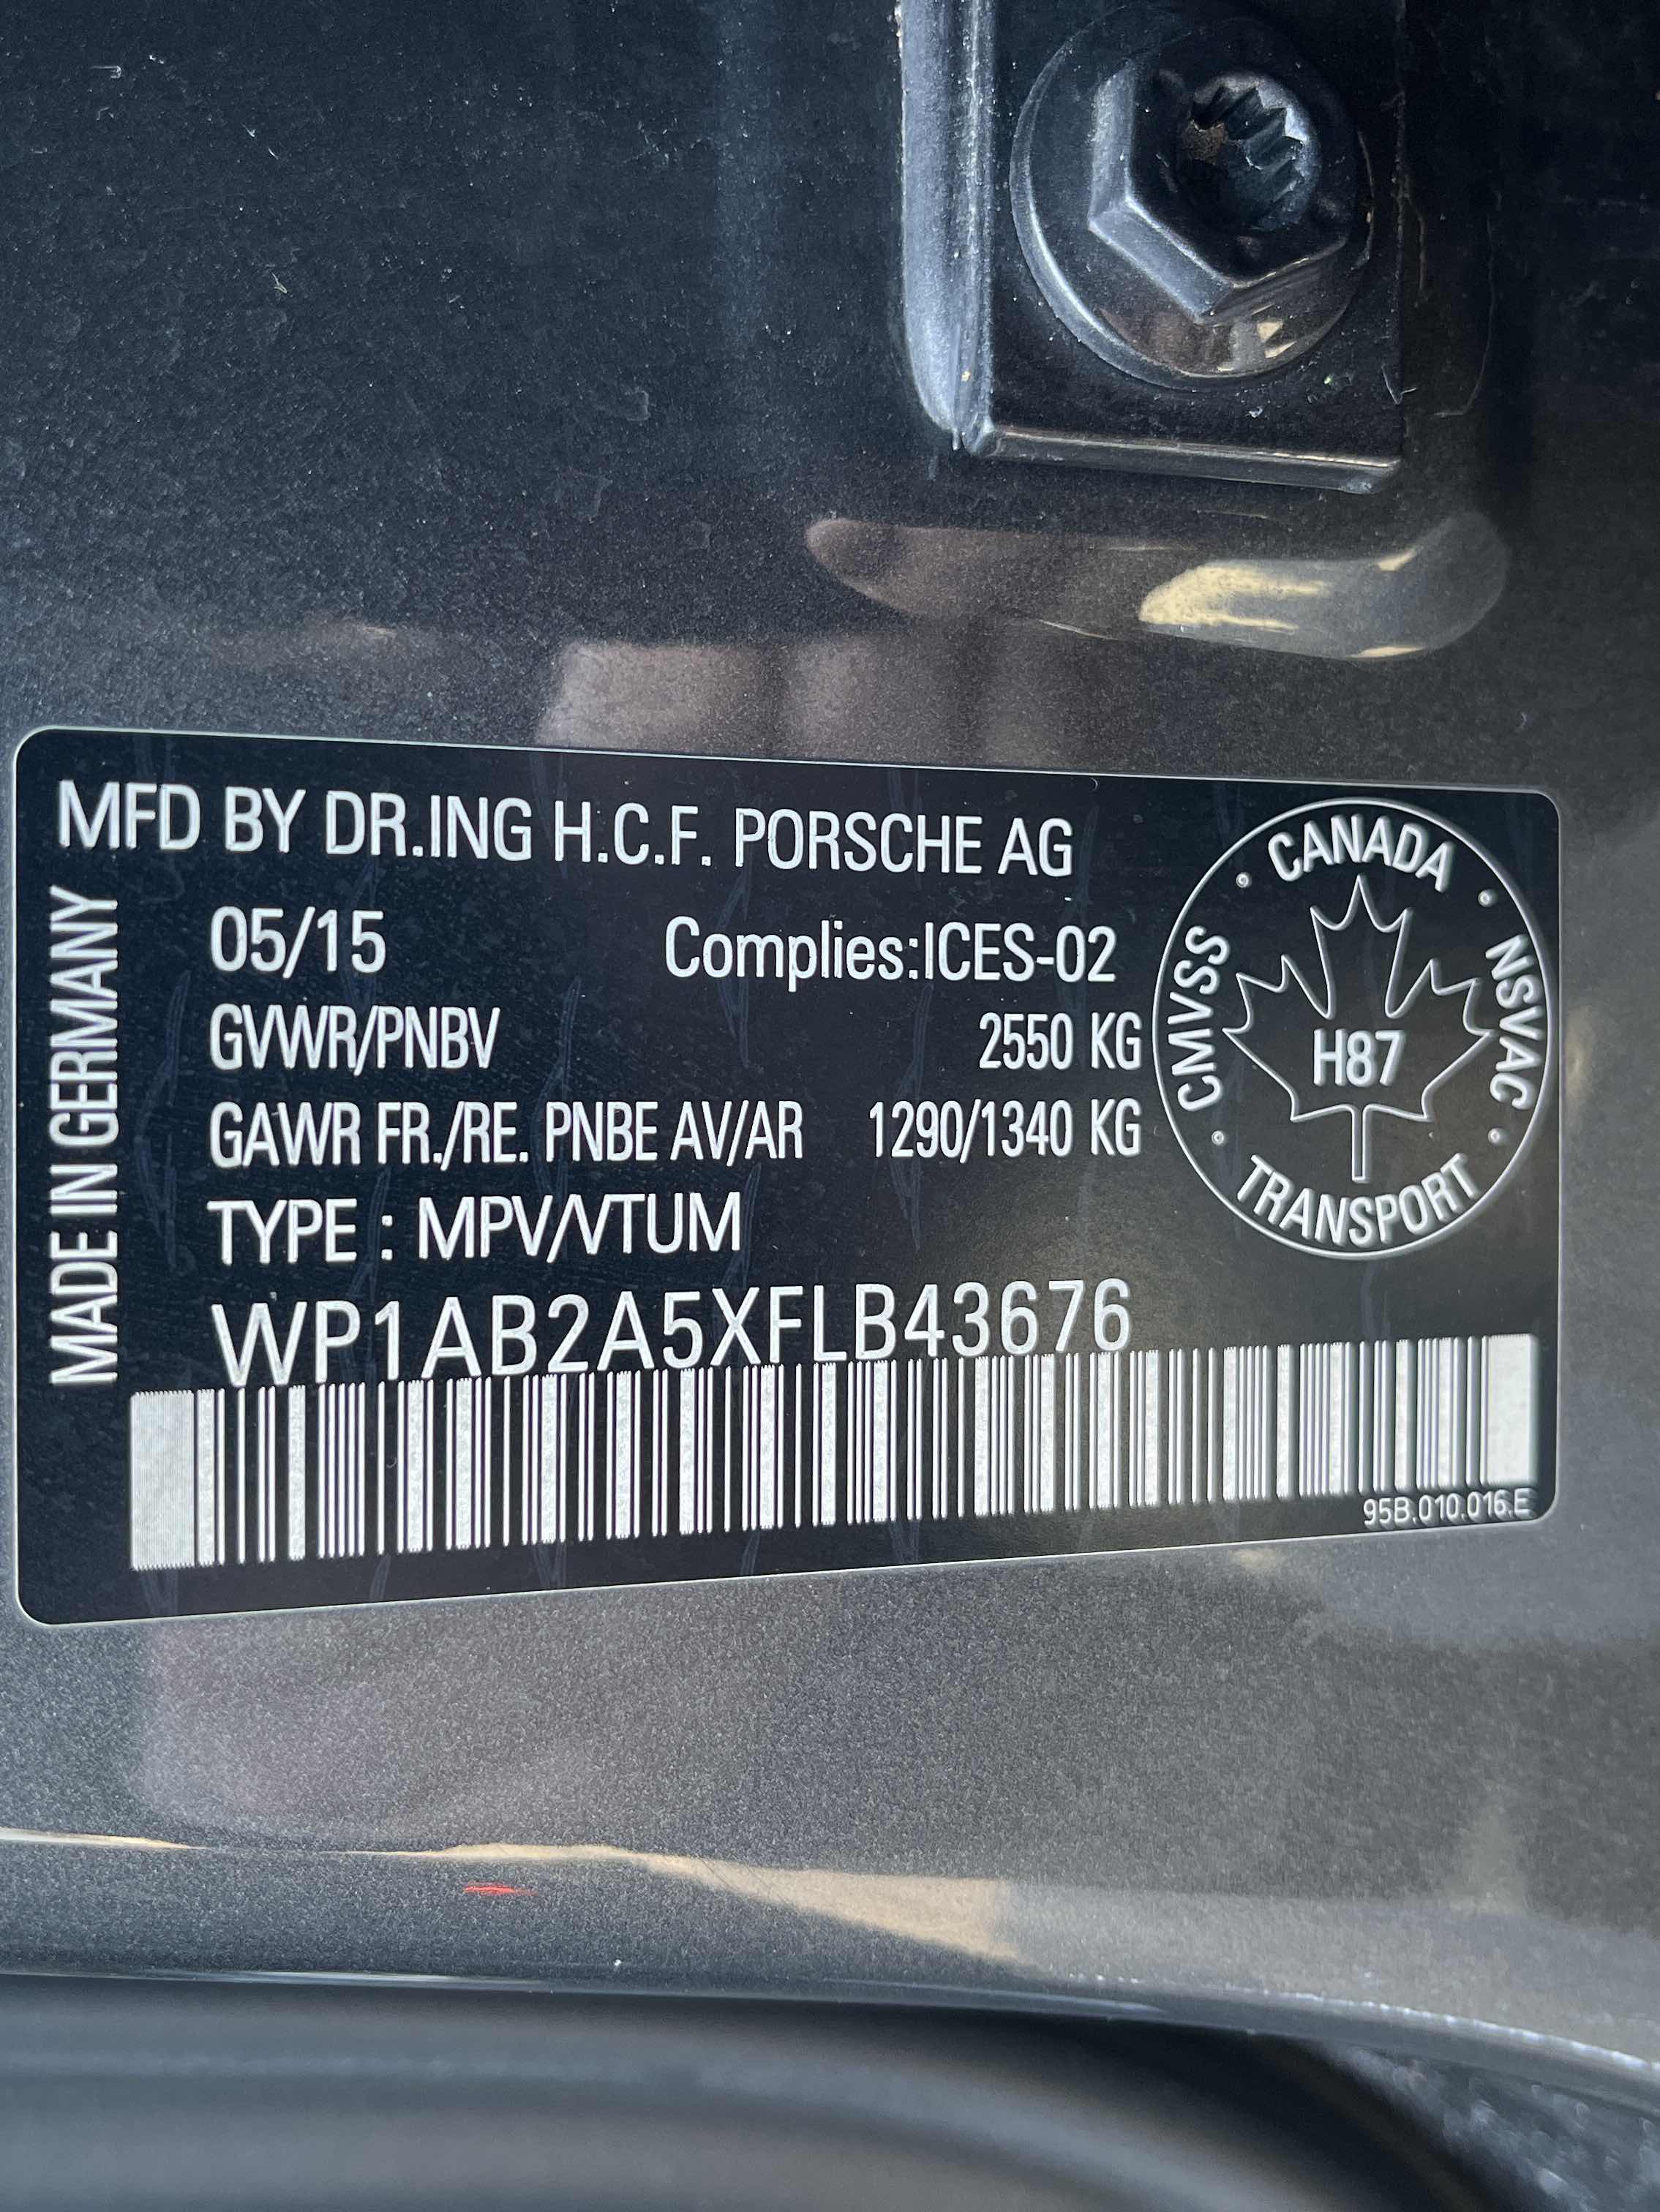 MFD BY DR.ING H.C.F. PORSCHE AG
MADE IN GERMANY
05/15 Complies:ICES-02
GVWR/PNBV 2550 KG
GAWR FR./RE. PNBE AV/AR 1290/1340 KG
TYPE : MPV/VTUM
WP1AB2A5XFLB43676
95B.010.016.E
CANADA
CMVSS
NSVAC
H87
TRANSPORT